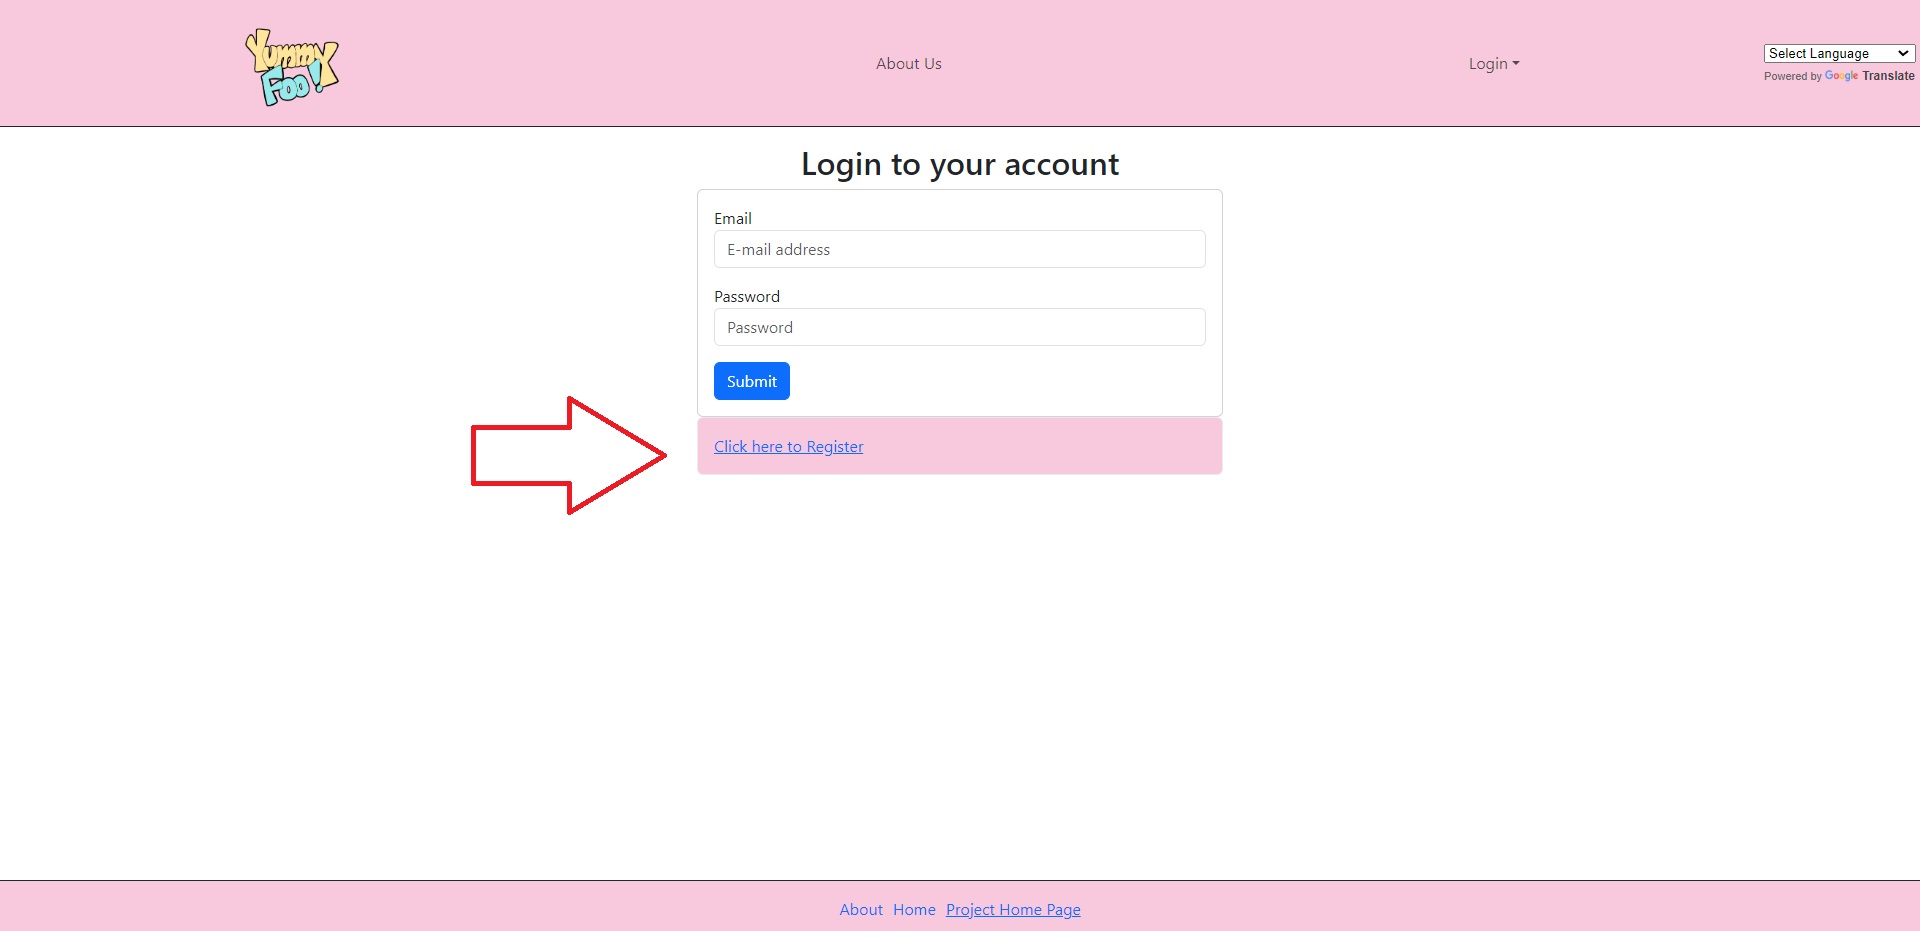 Yummy
Foo!
About Us
Login
Select Language
Powered by Google Translate
Login to your account
Email
E-mail address
Password
Password
Submit
Click here to Register
About Home Project Home Page